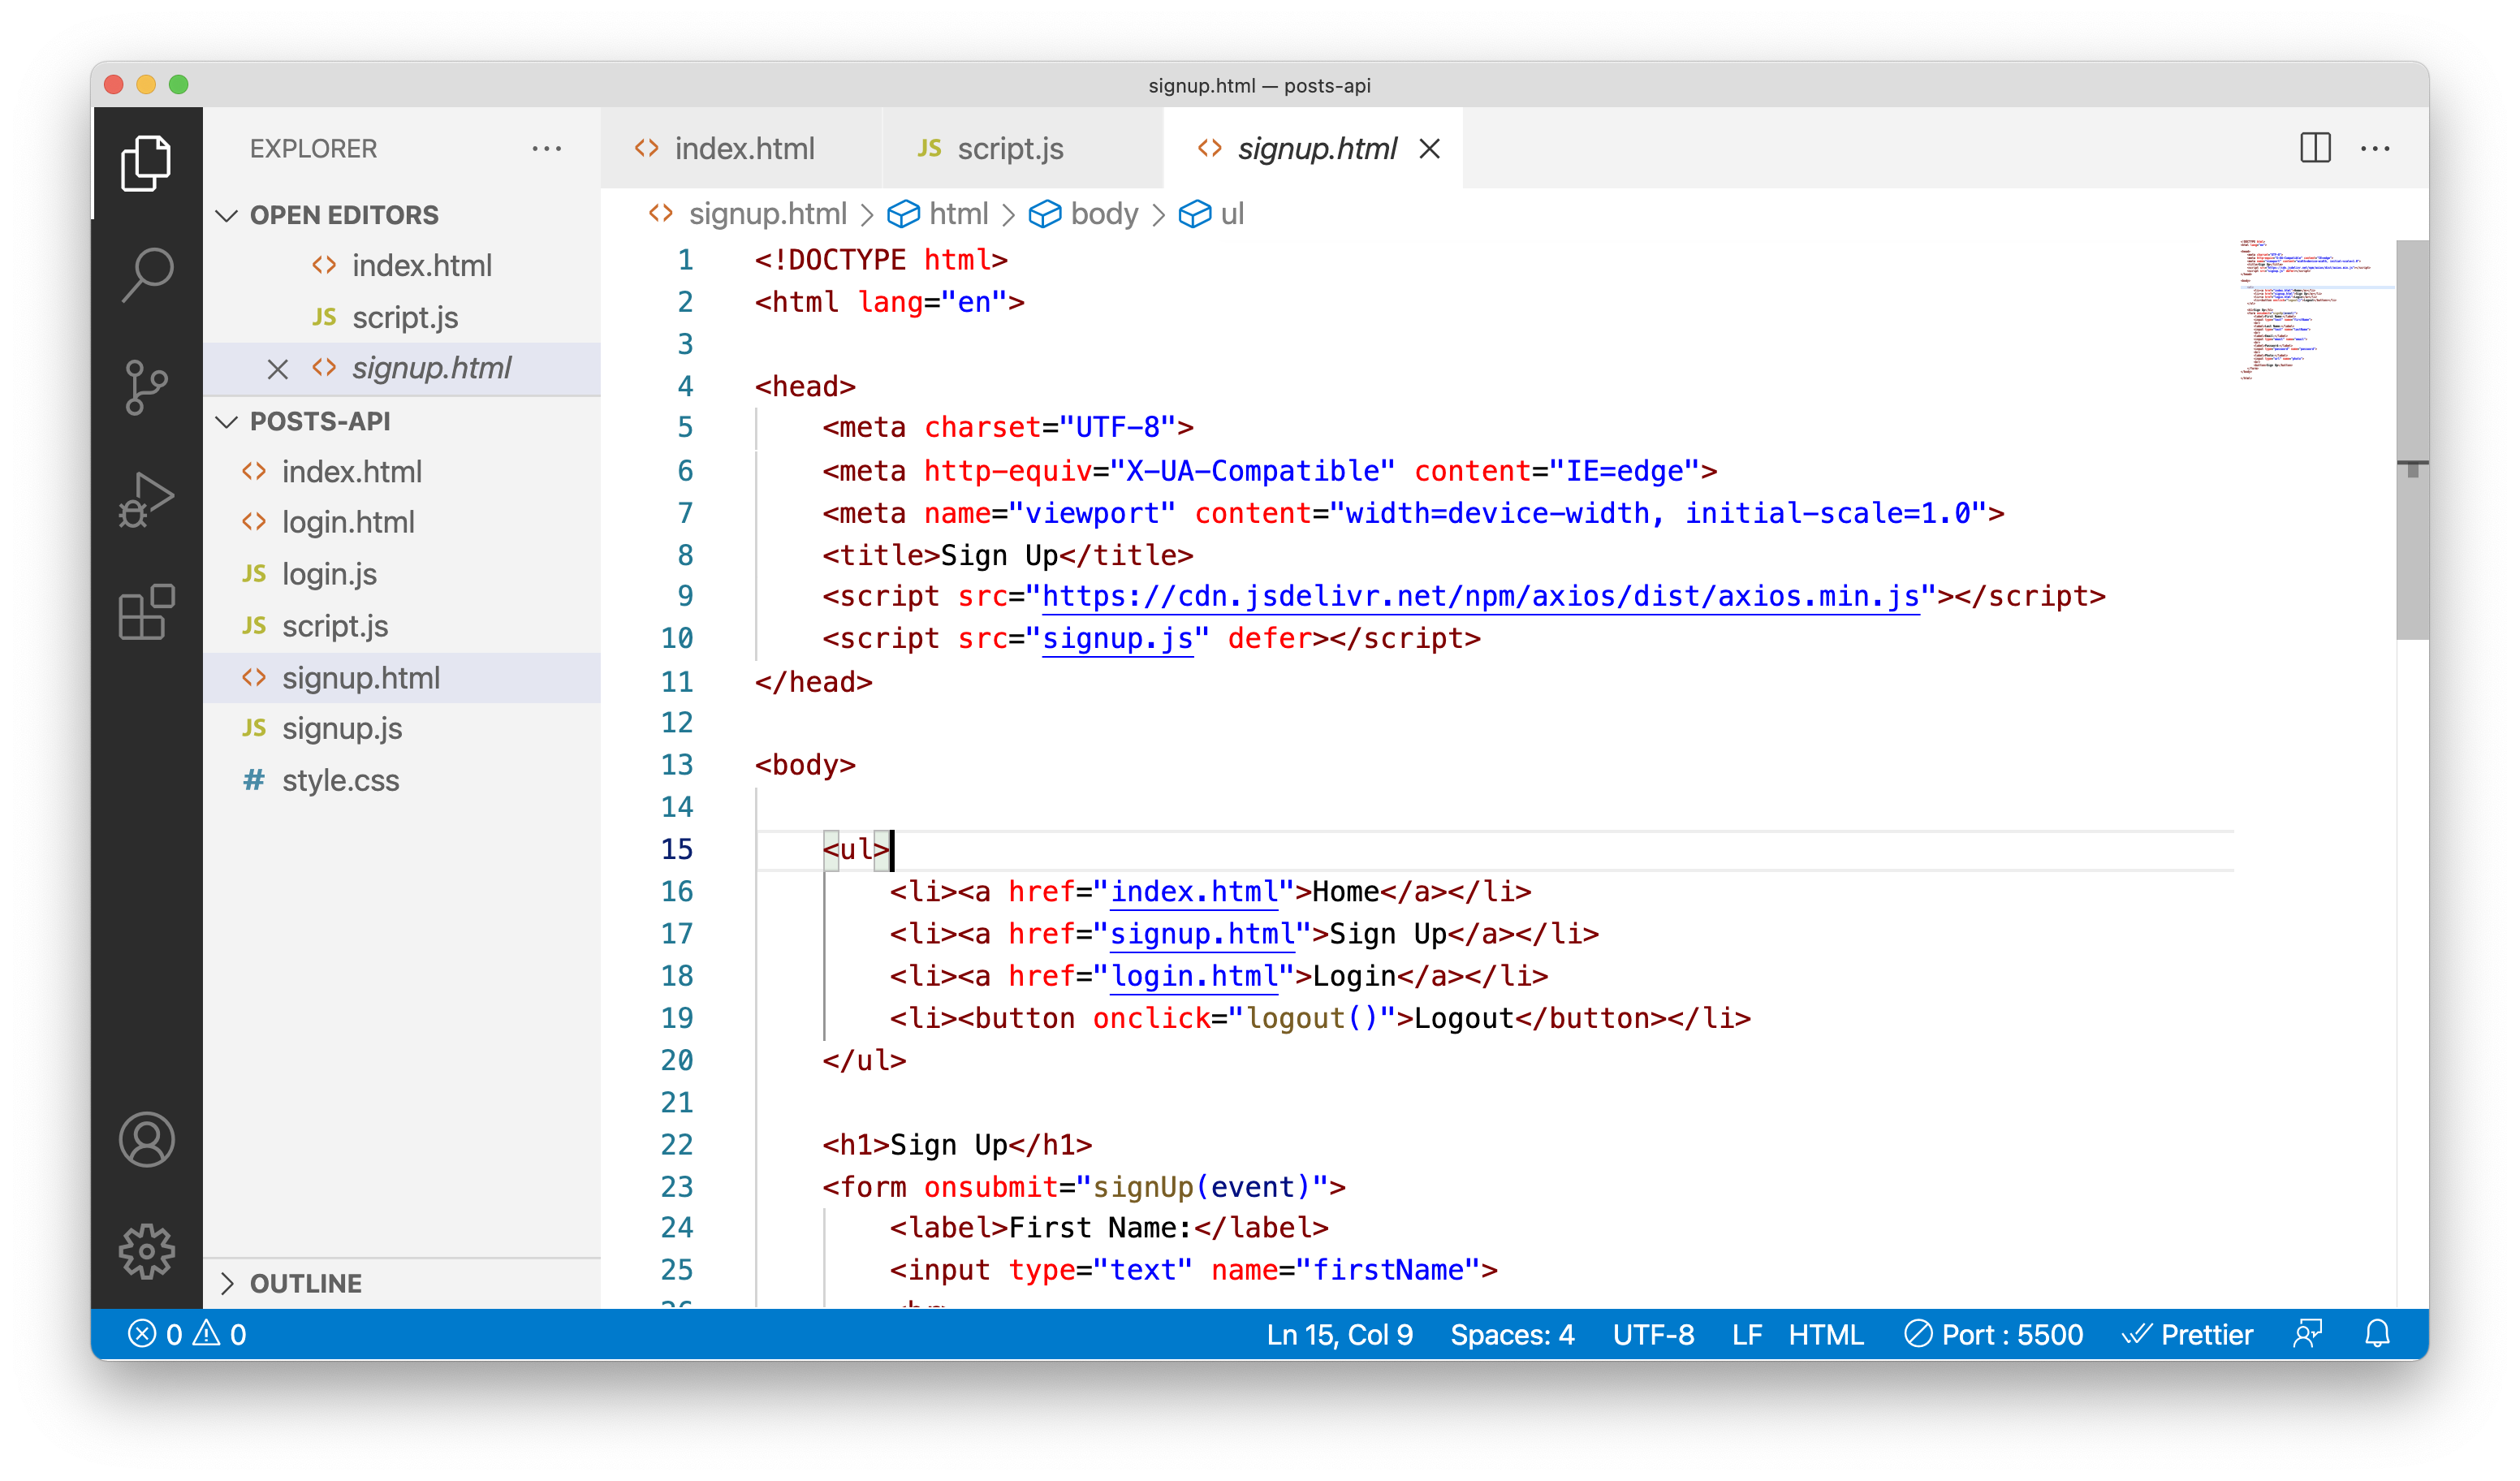 signup.html — posts-api
EXPLORER
OPEN EDITORS
index.html
JS script.js
signup.html
POSTS-API
index.html
login.html
JS login.js
JS script.js
signup.html
JS signup.js
# style.css
OUTLINE
index.html
JS script.js
signup.html
signup.html > html > body > ul
1 <!DOCTYPE html>
2 <html lang="en">
3
4 <head>
5 <meta charset="UTF-8">
6 <meta http-equiv="X-UA-Compatible" content="IE=edge">
7 <meta name="viewport" content="width=device-width, initial-scale=1.0">
8 <title>Sign Up</title>
9 <script src="https://cdn.jsdelivr.net/npm/axios/dist/axios.min.js"></script>
10 <script src="signup.js" defer></script>
11 </head>
12
13 <body>
14
15 <ul>
16 <li><a href="index.html">Home</a></li>
17 <li><a href="signup.html">Sign Up</a></li>
18 <li><a href="login.html">Login</a></li>
19 <li><button onclick="logout()">Logout</button></li>
20 </ul>
21
22 <h1>Sign Up</h1>
23 <form onsubmit="signUp(event)">
24 <label>First Name:</label>
25 <input type="text" name="firstName">
0 0
Ln 15, Col 9
Spaces: 4
UTF-8
LF
HTML
Port : 5500
Prettier